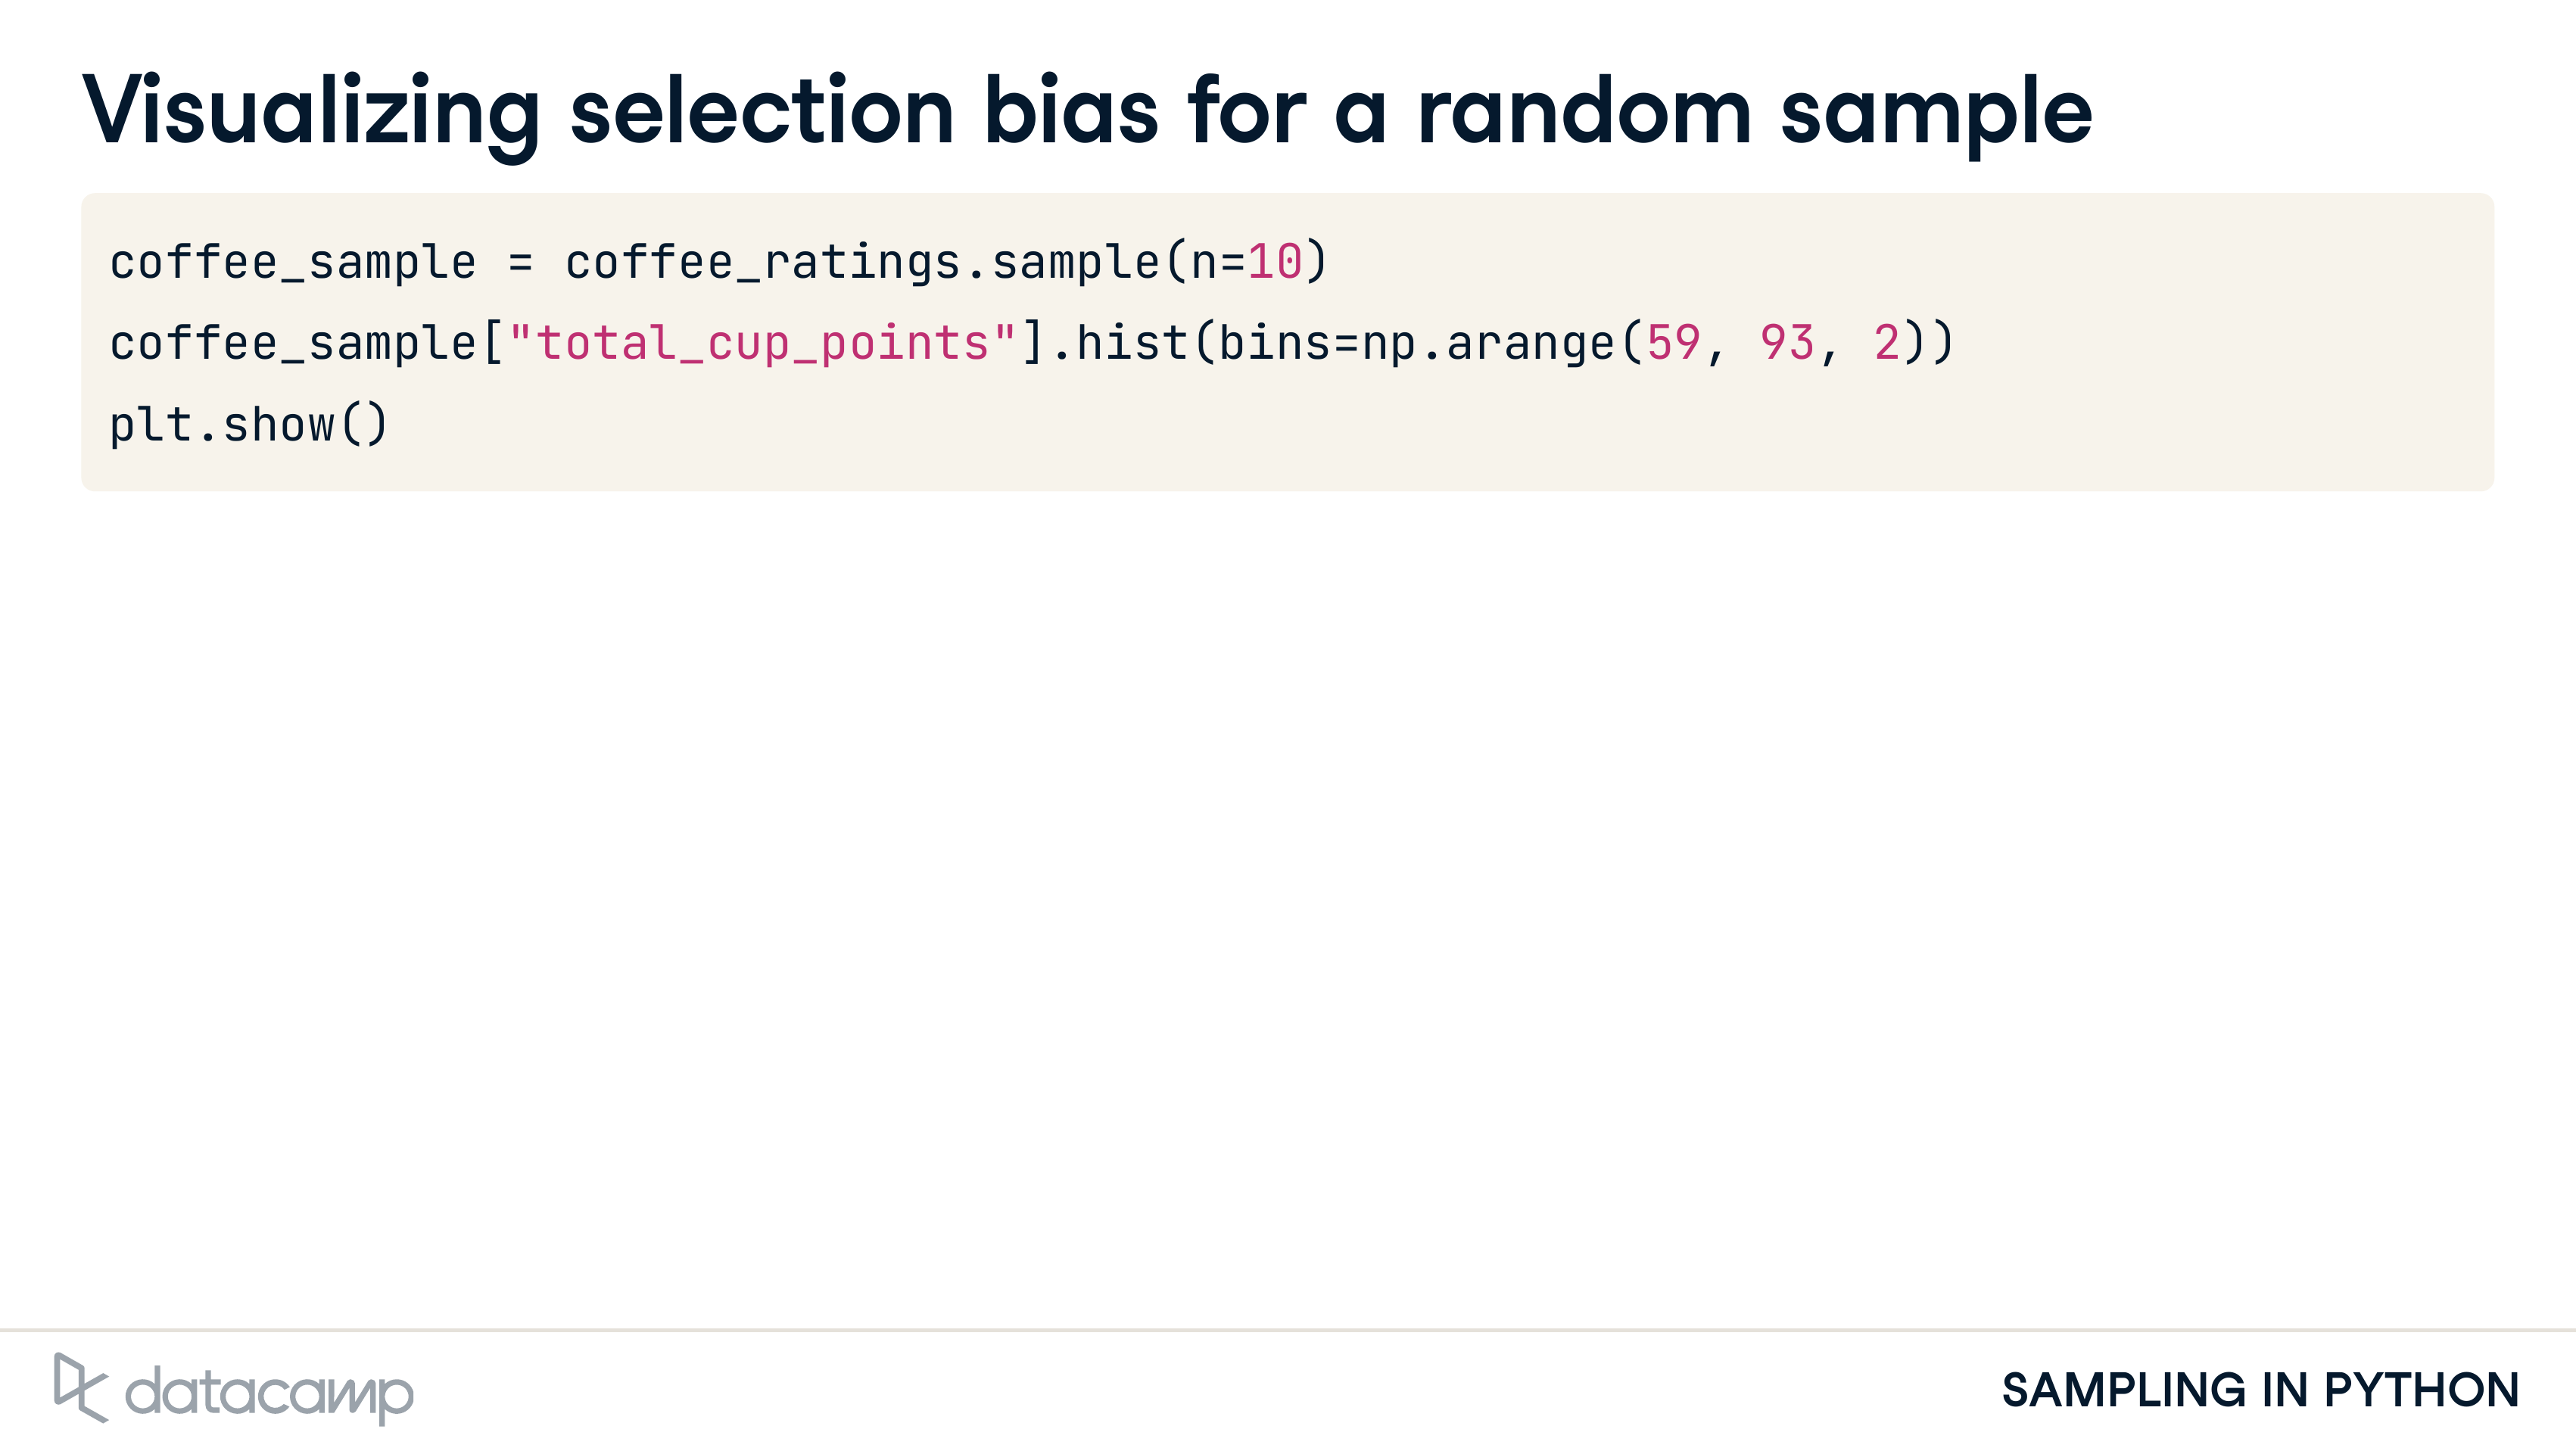 Visualizing selection bias for a random sample
coffee_sample = coffee_ratings.sample(n=10)
coffee_sample["total_cup_points"].hist(bins=np.arange(59, 93, 2))
plt.show()
datacamp
SAMPLING IN PYTHON